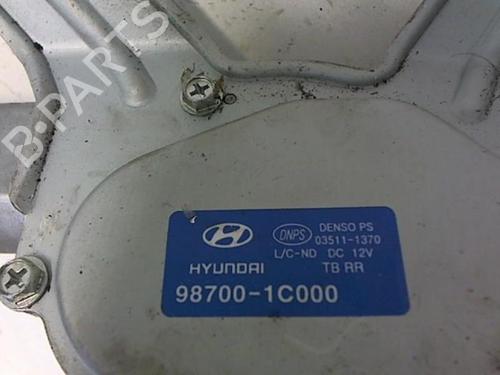 B-PARTS
DNPS DENSO PS
03511-1370
L/C-ND DC 12V
HYUNDAI TB RR
98700-1C000